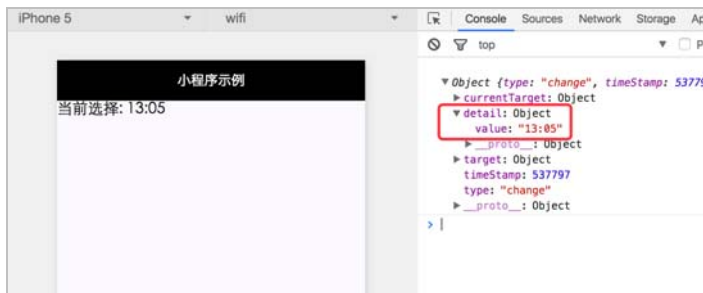 iPhone 5 wifi
小程序示例
当前选择: 13:05
Console Sources Network Storage
top
Object {type: "change", timeStamp: 53779
currentTarget: Object
detail: Object
value: "13:05"
__proto__: Object
target: Object
timeStamp: 537797
type: "change"
__proto__: Object